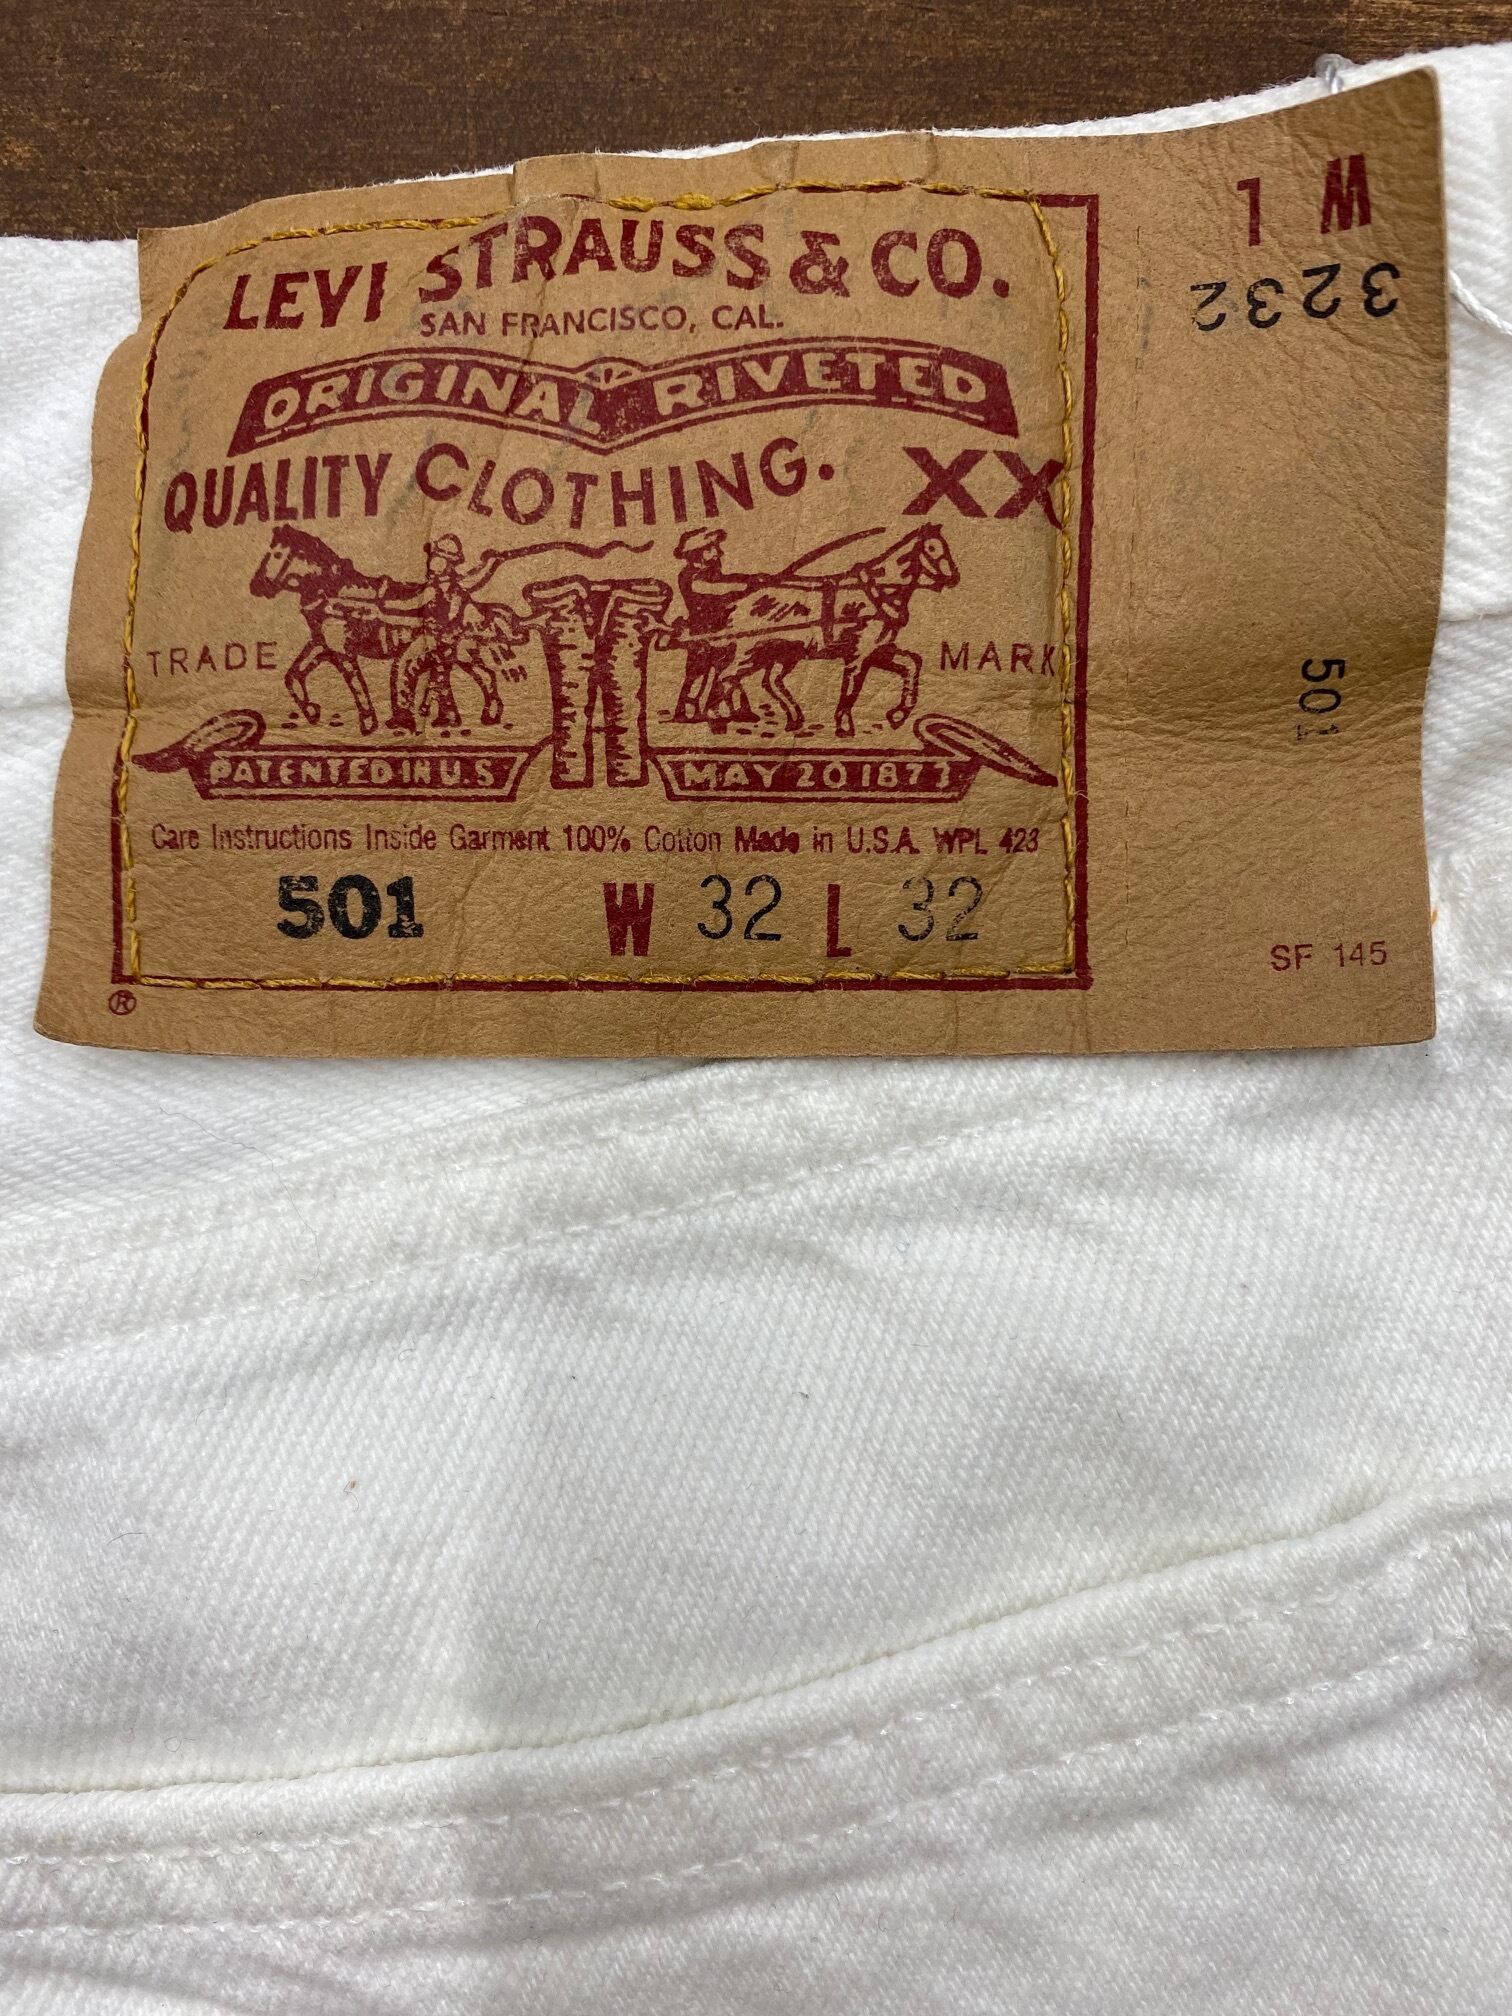 LEVI STRAUSS & CO.
SAN FRANCISCO, CAL.
ORIGINAL RIVETED
QUALITY CLOTHING. XX
TRADE MARK
PATENTED IN U.S MAY 20 1873
Care Instructions Inside Garment 100% Cotton Made in U.S.A. WPL 423
501 W 32 L 32
®
W L
3232
501
SF 145